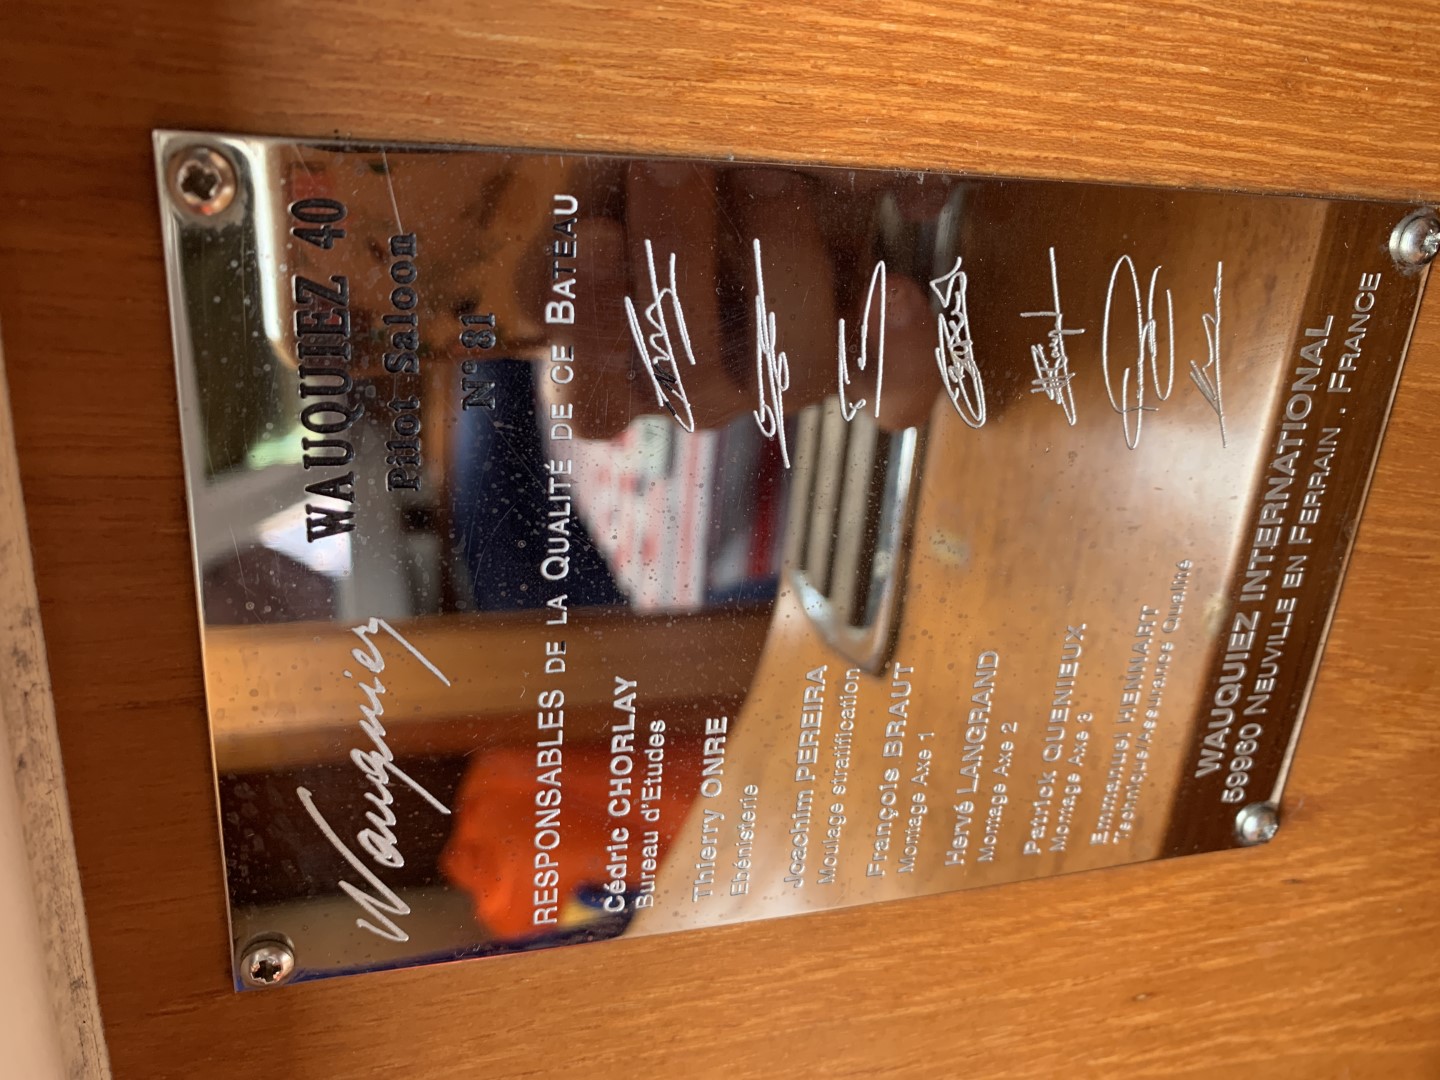 Wauquiez
WAUQUIEZ 40
Pilot Saloon
N° 81
RESPONSABLES DE LA QUALITÉ DE CE BATEAU
Cédric CHORLAY
Bureau d'Etudes
Thierry ONRE
Ebénisterie
Joachim PEREIRA
Moulage stratification
François BRAUT
Montage Axe 1
Hervé LANGRAND
Montage Axe 2
Patrick QUENIEUX
Montage Axe 3
Emmanuel HENNART
Technique/Assurance Qualité
WAUQUIEZ INTERNATIONAL
59960 NEUVILLE EN FERRAIN . FRANCE